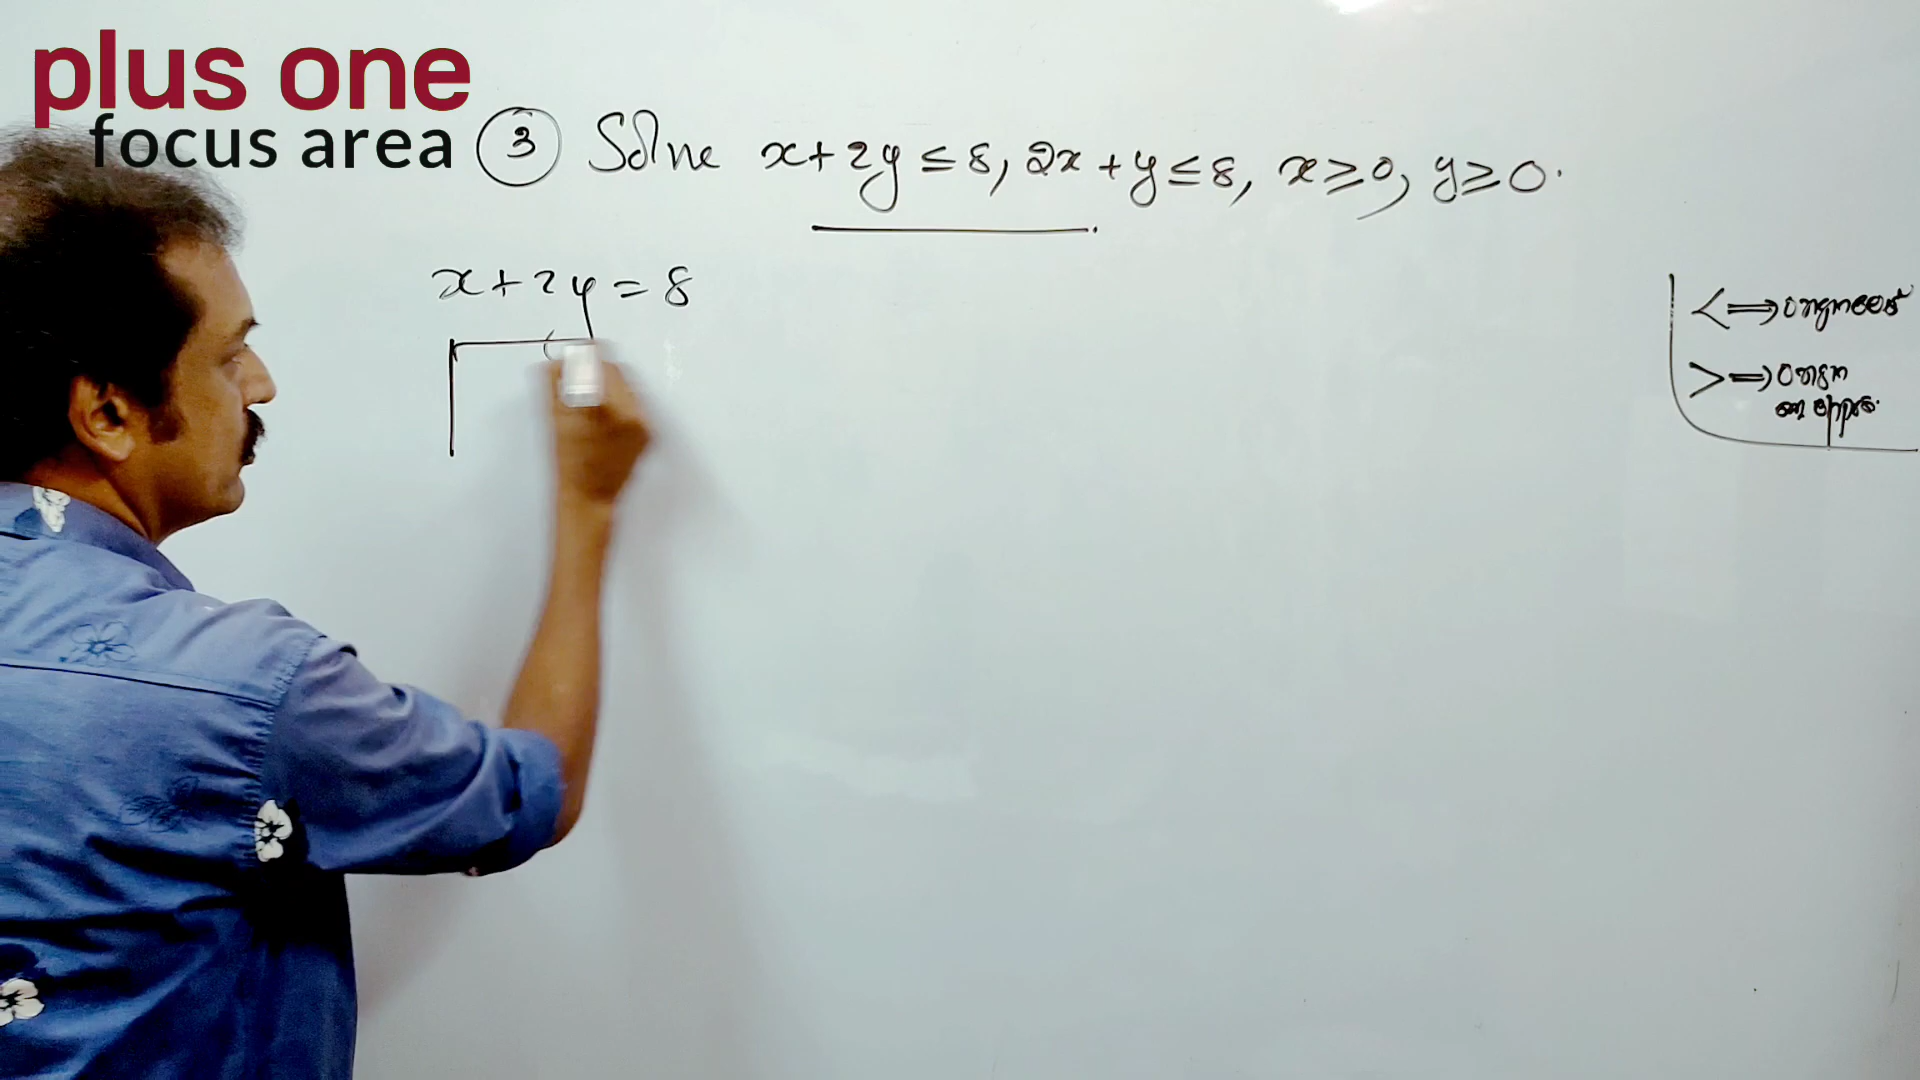 plus one
focus area
③ Solve x+2y≤8, 2x+y≤8, x≥0, y≥0.
x+2y=8
< ⟹
> ⟹